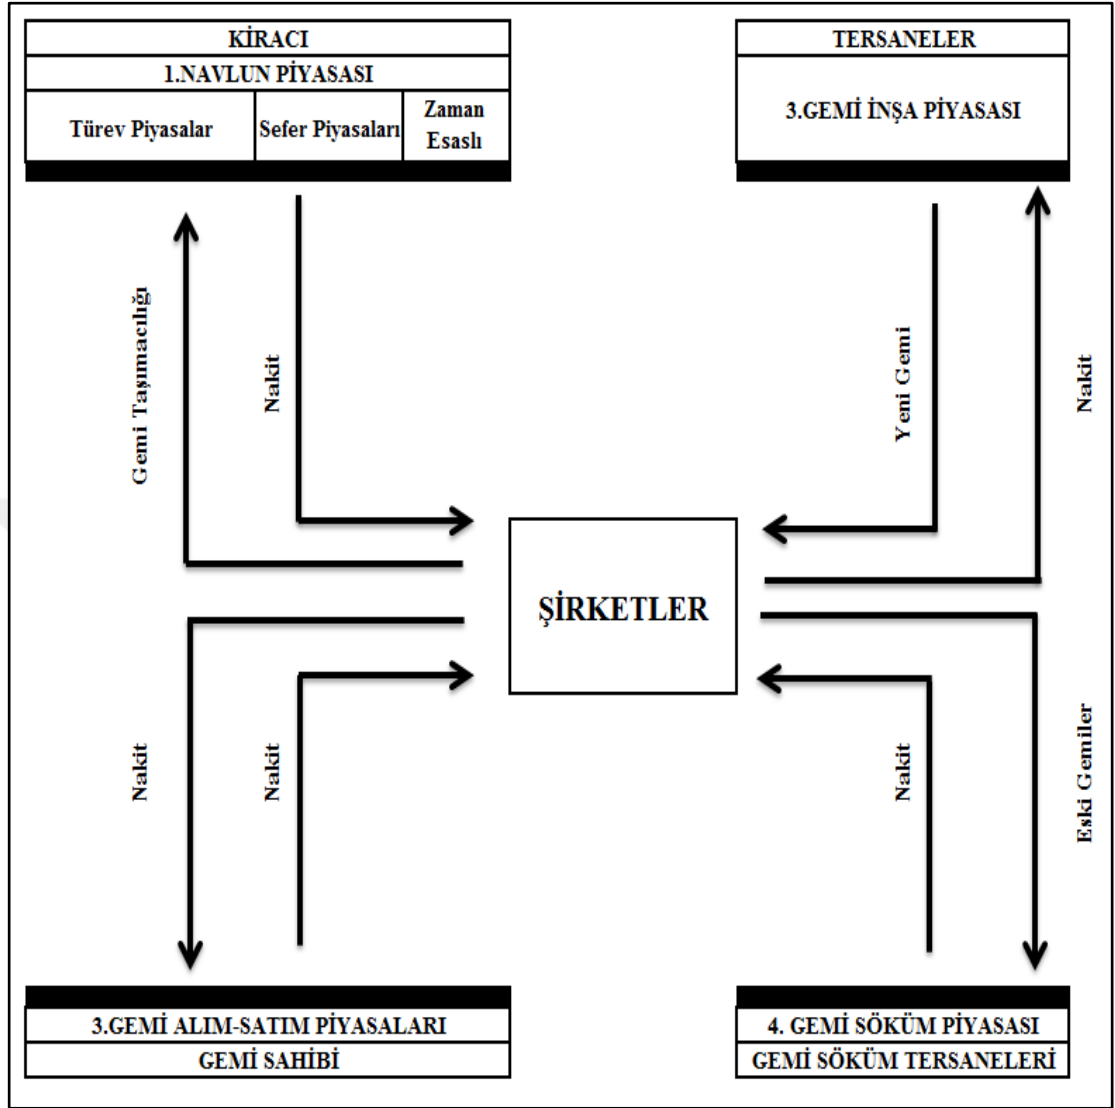 KİRACI
1.NAVLUN PİYASASI
Türev Piyasalar
Sefer Piyasaları
Zaman
Esaslı
TERSANELER
3.GEMİ İNŞA PİYASASI
Gemi Taşımacılığı
Nakit
Yeni Gemi
Nakit
ŞİRKETLER
Nakit
Nakit
Nakit
Eski Gemiler
3.GEMİ ALIM-SATIM PİYASALARI
GEMİ SAHİBİ
4. GEMİ SÖKÜM PİYASASI
GEMİ SÖKÜM TERSANELERİ